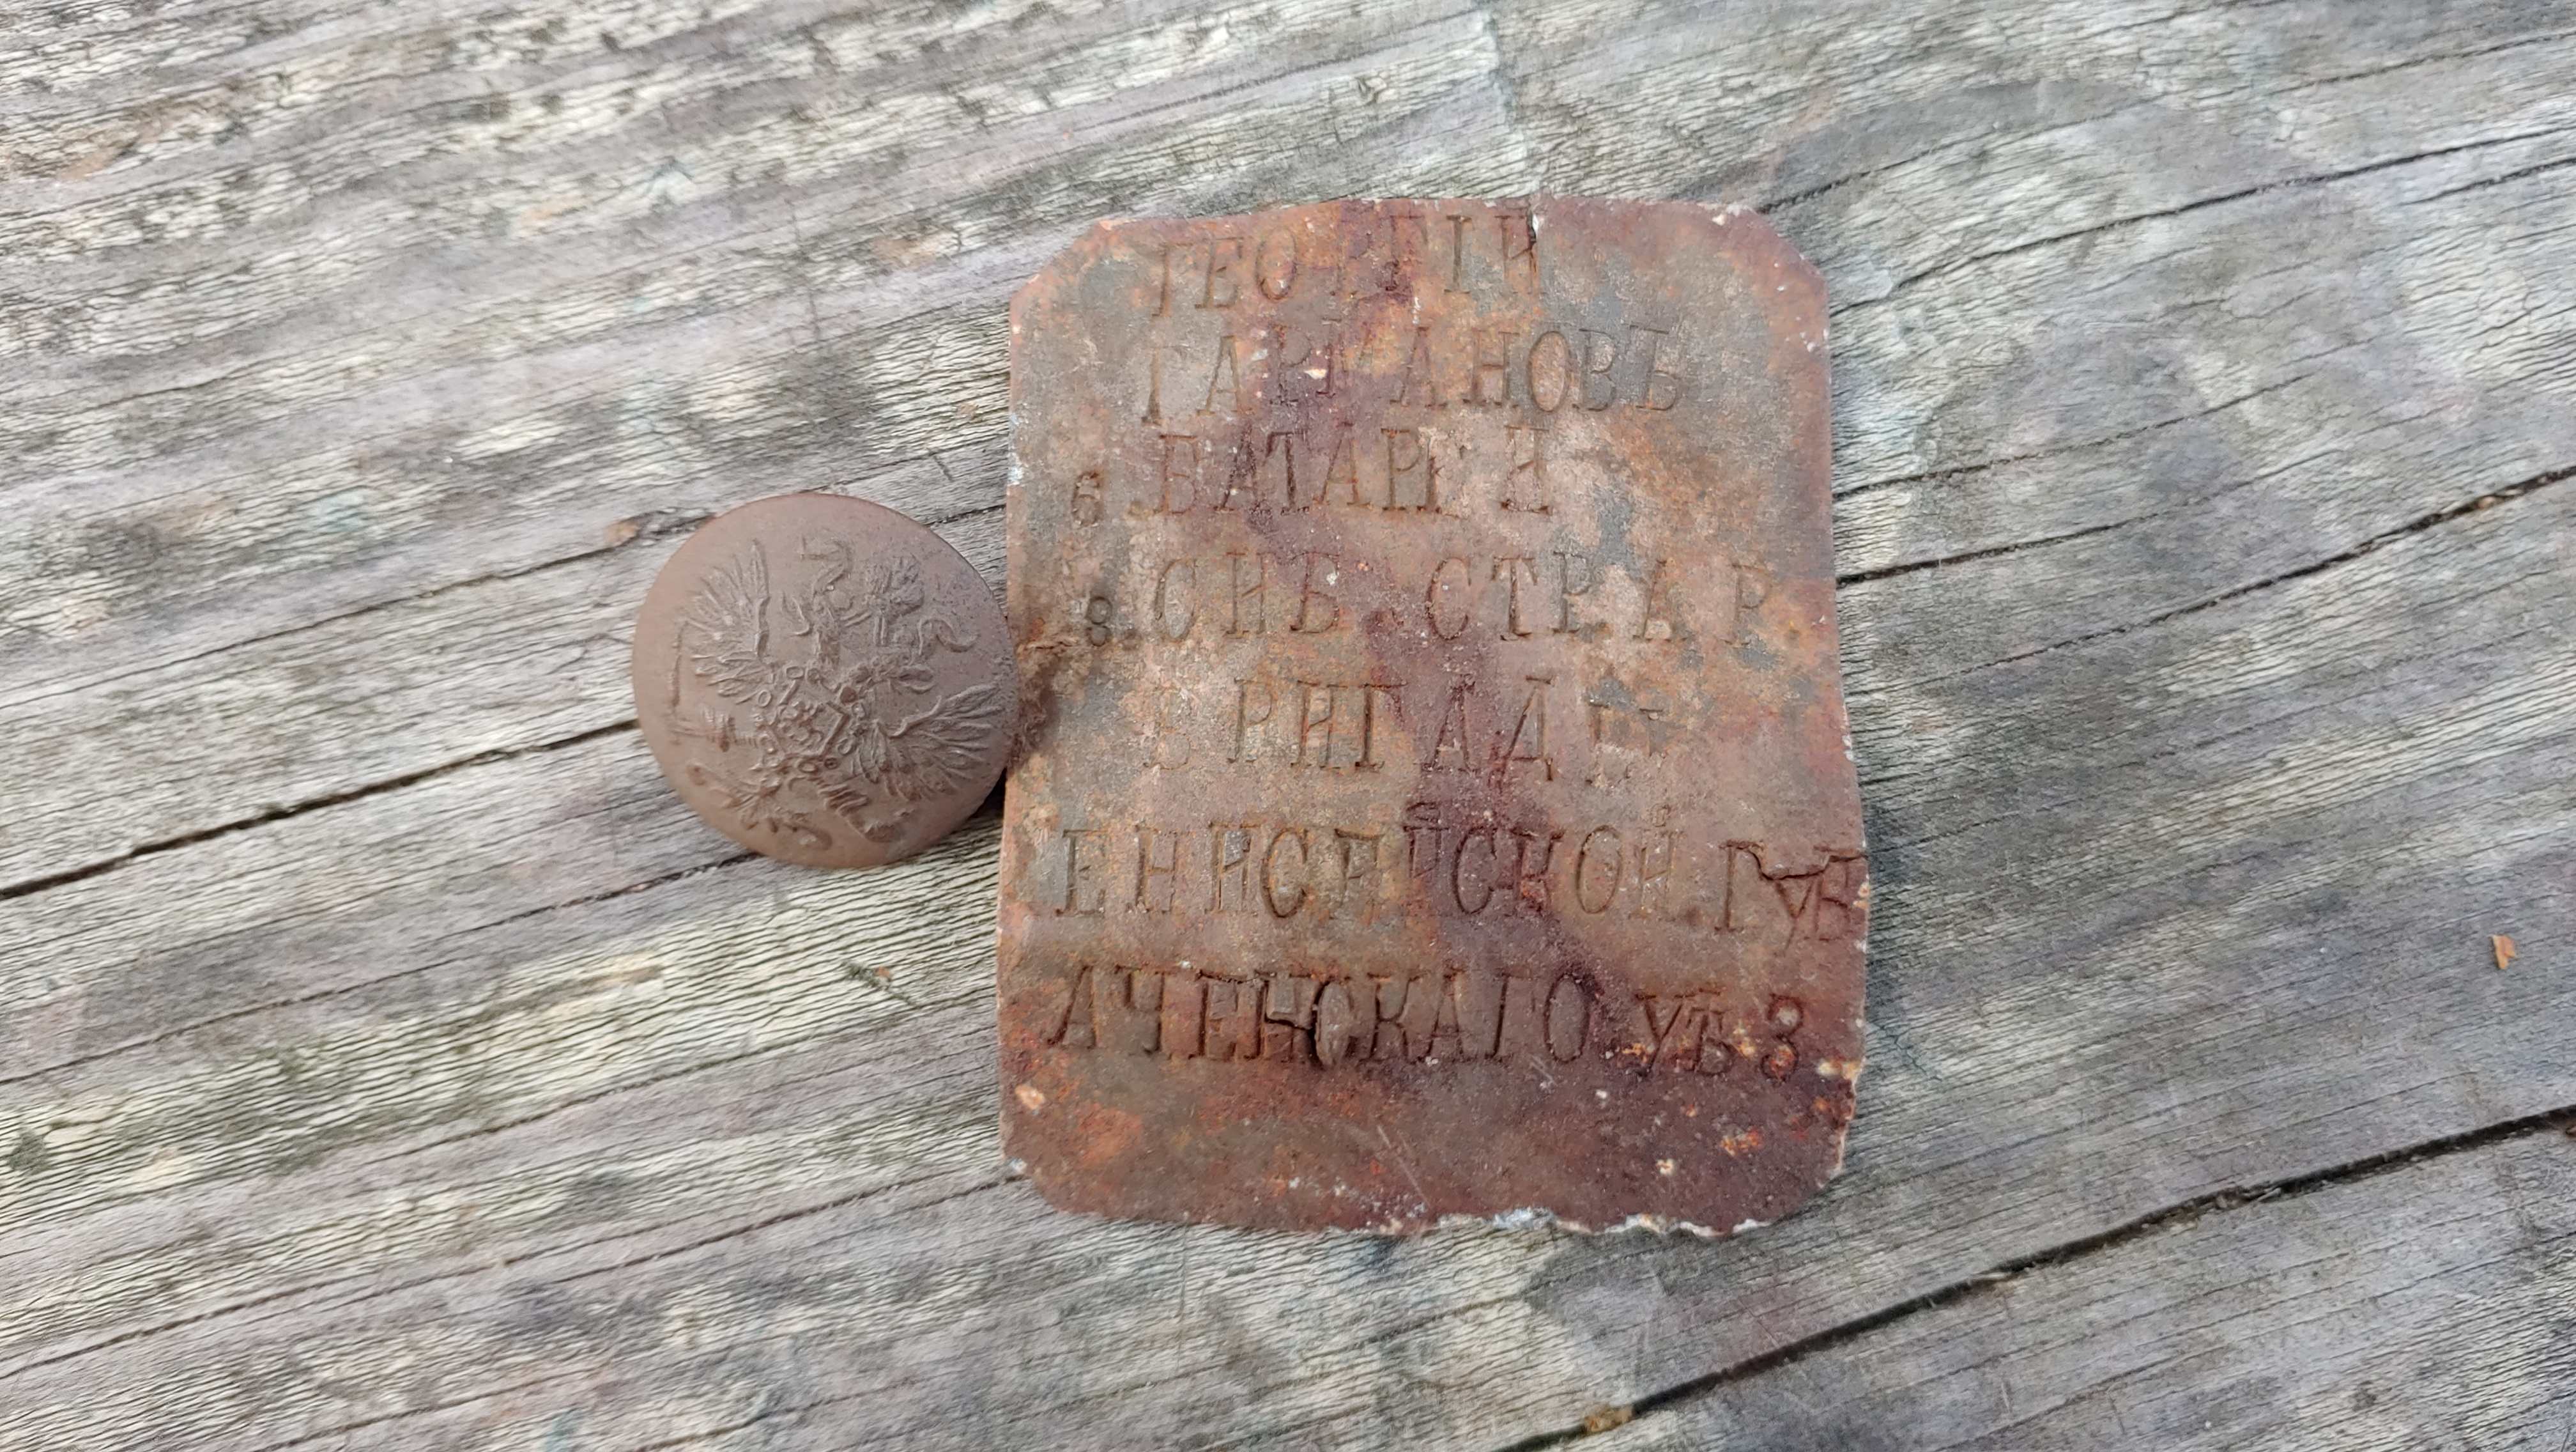 ГЕОРГІЙ
ГАРМАНОВЪ
6 БАТАРЕИ
8 СИБ. СТР. АР
БРИГАДЫ
ЕНИСЕЙСКОЙ ГУБ
АЧЕНСКАГО УѢЗ